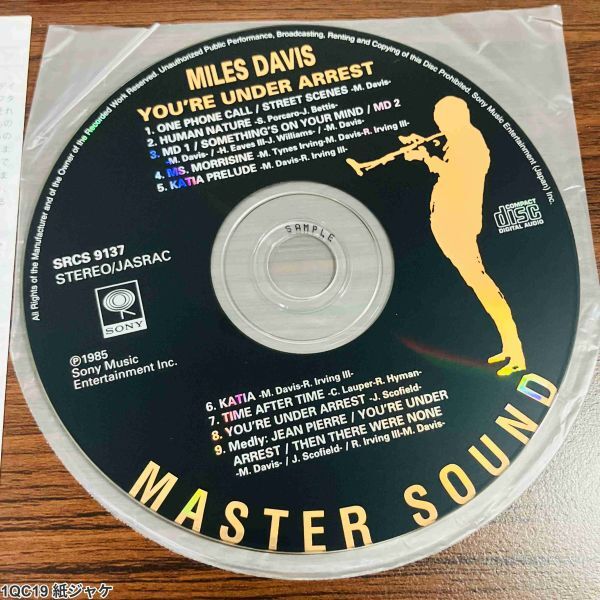 All Rights of the Manufacturer and of the Owner of the Recorded Work Reserved. Unauthorized Public Performance, Broadcasting, Renting and Copying of this Disc Prohibited. Sony Music Entertainment (Japan) Inc.
MILES DAVIS
YOU'RE UNDER ARREST
1. ONE PHONE CALL / STREET SCENES -M. Davis-
2. HUMAN NATURE -S. Porcaro-J. Bettis-
3. MD 1 / SOMETHING'S ON YOUR MIND / MD 2
-M. Davis- / -H. Eaves III-J. Williams- / -M. Davis-
4. MS. MORRISINE -M. Tynes Irving-M. Davis-R. Irving III-
5. KATIA PRELUDE -M. Davis-R. Irving III-
SAMPLE
COMPACT
disc
DIGITAL AUDIO
SRCS 9137
STEREO/JASRAC
SONY
℗1985
Sony Music
Entertainment Inc.
6. KATIA -M. Davis-R. Irving III-
7. TIME AFTER TIME -C. Lauper-R. Hyman-
8. YOU'RE UNDER ARREST -J. Scofield-
9. Medly: JEAN PIERRE / YOU'RE UNDER
ARREST / THEN THERE WERE NONE
-M. Davis- / J. Scofield- / R. Irving III-M. Davis-
MASTER SOUND
1QC19 紙ジャケ